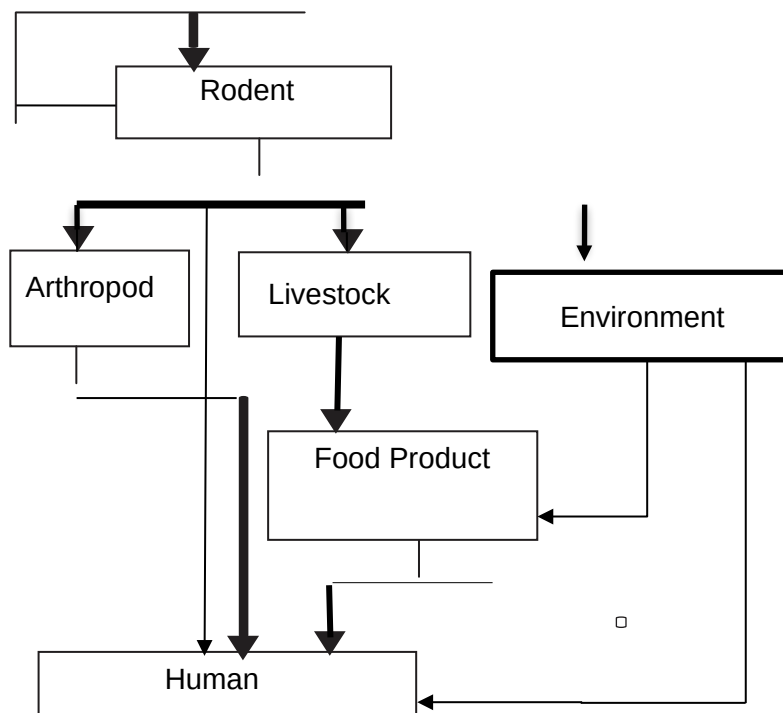 Rodent
Arthropod
Livestock
Environment
Food Product
Human